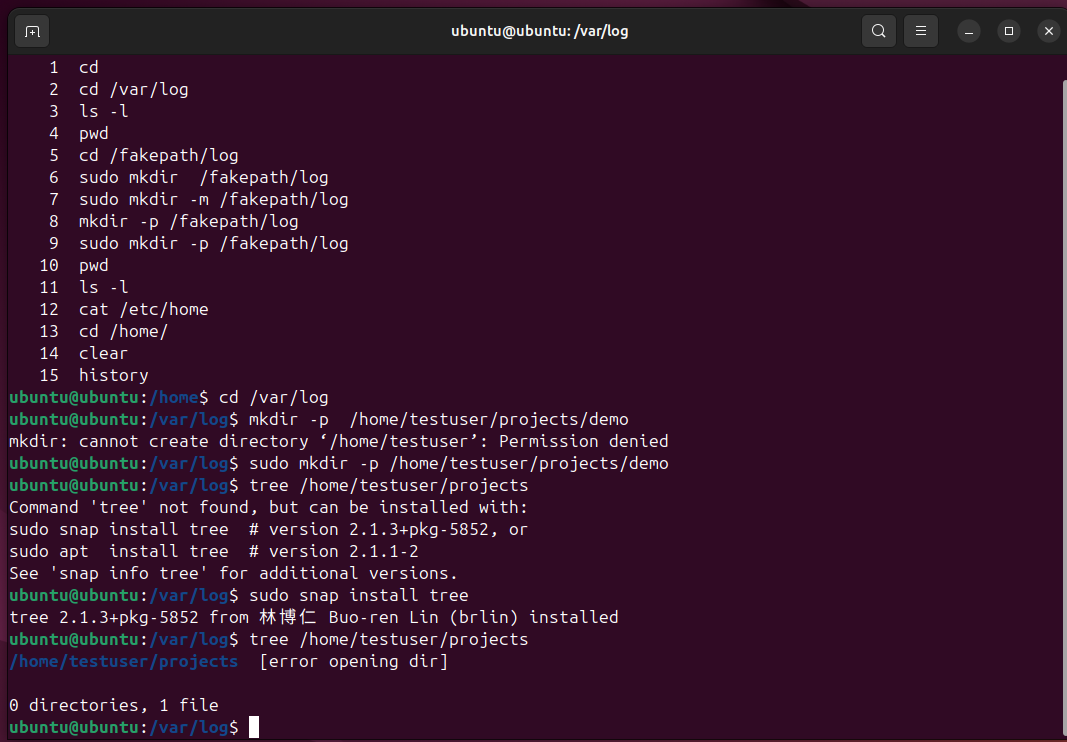 ubuntu@ubuntu: /var/log
1 cd
2 cd /var/log
3 ls -l
4 pwd
5 cd /fakepath/log
6 sudo mkdir  /fakepath/log
7 sudo mkdir -m /fakepath/log
8 mkdir -p /fakepath/log
9 sudo mkdir -p /fakepath/log
10 pwd
11 ls -l
12 cat /etc/home
13 cd /home/
14 clear
15 history
ubuntu@ubuntu:/home$ cd /var/log
ubuntu@ubuntu:/var/log$ mkdir -p  /home/testuser/projects/demo
mkdir: cannot create directory ‘/home/testuser’: Permission denied
ubuntu@ubuntu:/var/log$ sudo mkdir -p /home/testuser/projects/demo
ubuntu@ubuntu:/var/log$ tree /home/testuser/projects
Command 'tree' not found, but can be installed with:
sudo snap install tree  # version 2.1.3+pkg-5852, or
sudo apt  install tree  # version 2.1.1-2
See 'snap info tree' for additional versions.
ubuntu@ubuntu:/var/log$ sudo snap install tree
tree 2.1.3+pkg-5852 from 林博仁 Buo-ren Lin (brlin) installed
ubuntu@ubuntu:/var/log$ tree /home/testuser/projects
/home/testuser/projects  [error opening dir]
0 directories, 1 file
ubuntu@ubuntu:/var/log$